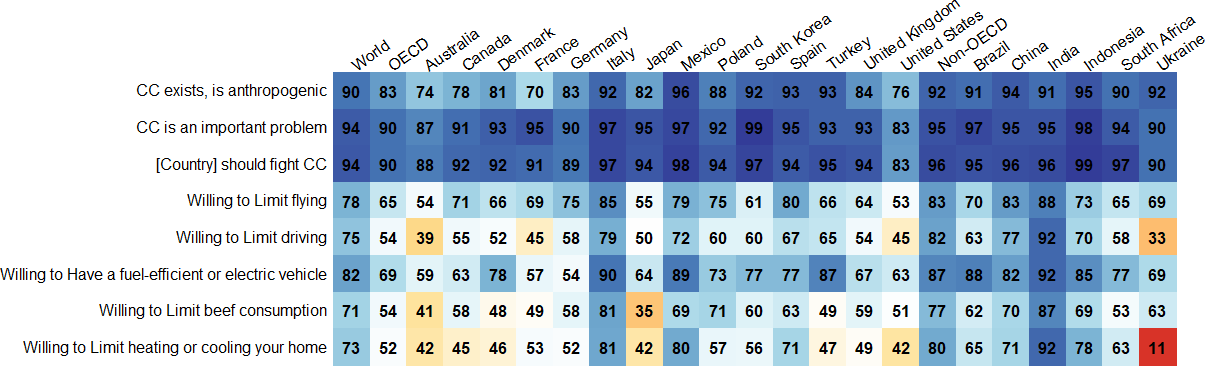 World OECD Australia Canada Denmark France Germany Italy Japan Mexico Poland South Korea Spain Turkey United Kingdom United States Non-OECD Brazil China India Indonesia South Africa Ukraine
CC exists, is anthropogenic 90 83 74 78 81 70 83 92 82 96 88 92 93 93 84 76 92 91 94 91 95 90 92
CC is an important problem 94 90 87 91 93 95 90 97 95 97 92 99 95 93 93 83 95 97 95 95 98 94 90
[Country] should fight CC 94 90 88 92 92 91 89 97 94 98 94 97 94 95 94 83 96 95 96 96 99 97 90
Willing to Limit flying 78 65 54 71 66 69 75 85 55 79 75 61 80 66 64 53 83 70 83 88 73 65 69
Willing to Limit driving 75 54 39 55 52 45 58 79 50 72 60 60 67 65 54 45 82 63 77 92 70 58 33
Willing to Have a fuel-efficient or electric vehicle 82 69 59 63 78 57 54 90 64 89 73 77 77 87 67 63 87 88 82 92 85 77 69
Willing to Limit beef consumption 71 54 41 58 48 49 58 81 35 69 71 60 63 49 59 51 77 62 70 87 69 53 63
Willing to Limit heating or cooling your home 73 52 42 45 46 53 52 81 42 80 57 56 71 47 49 42 80 65 71 92 78 63 11